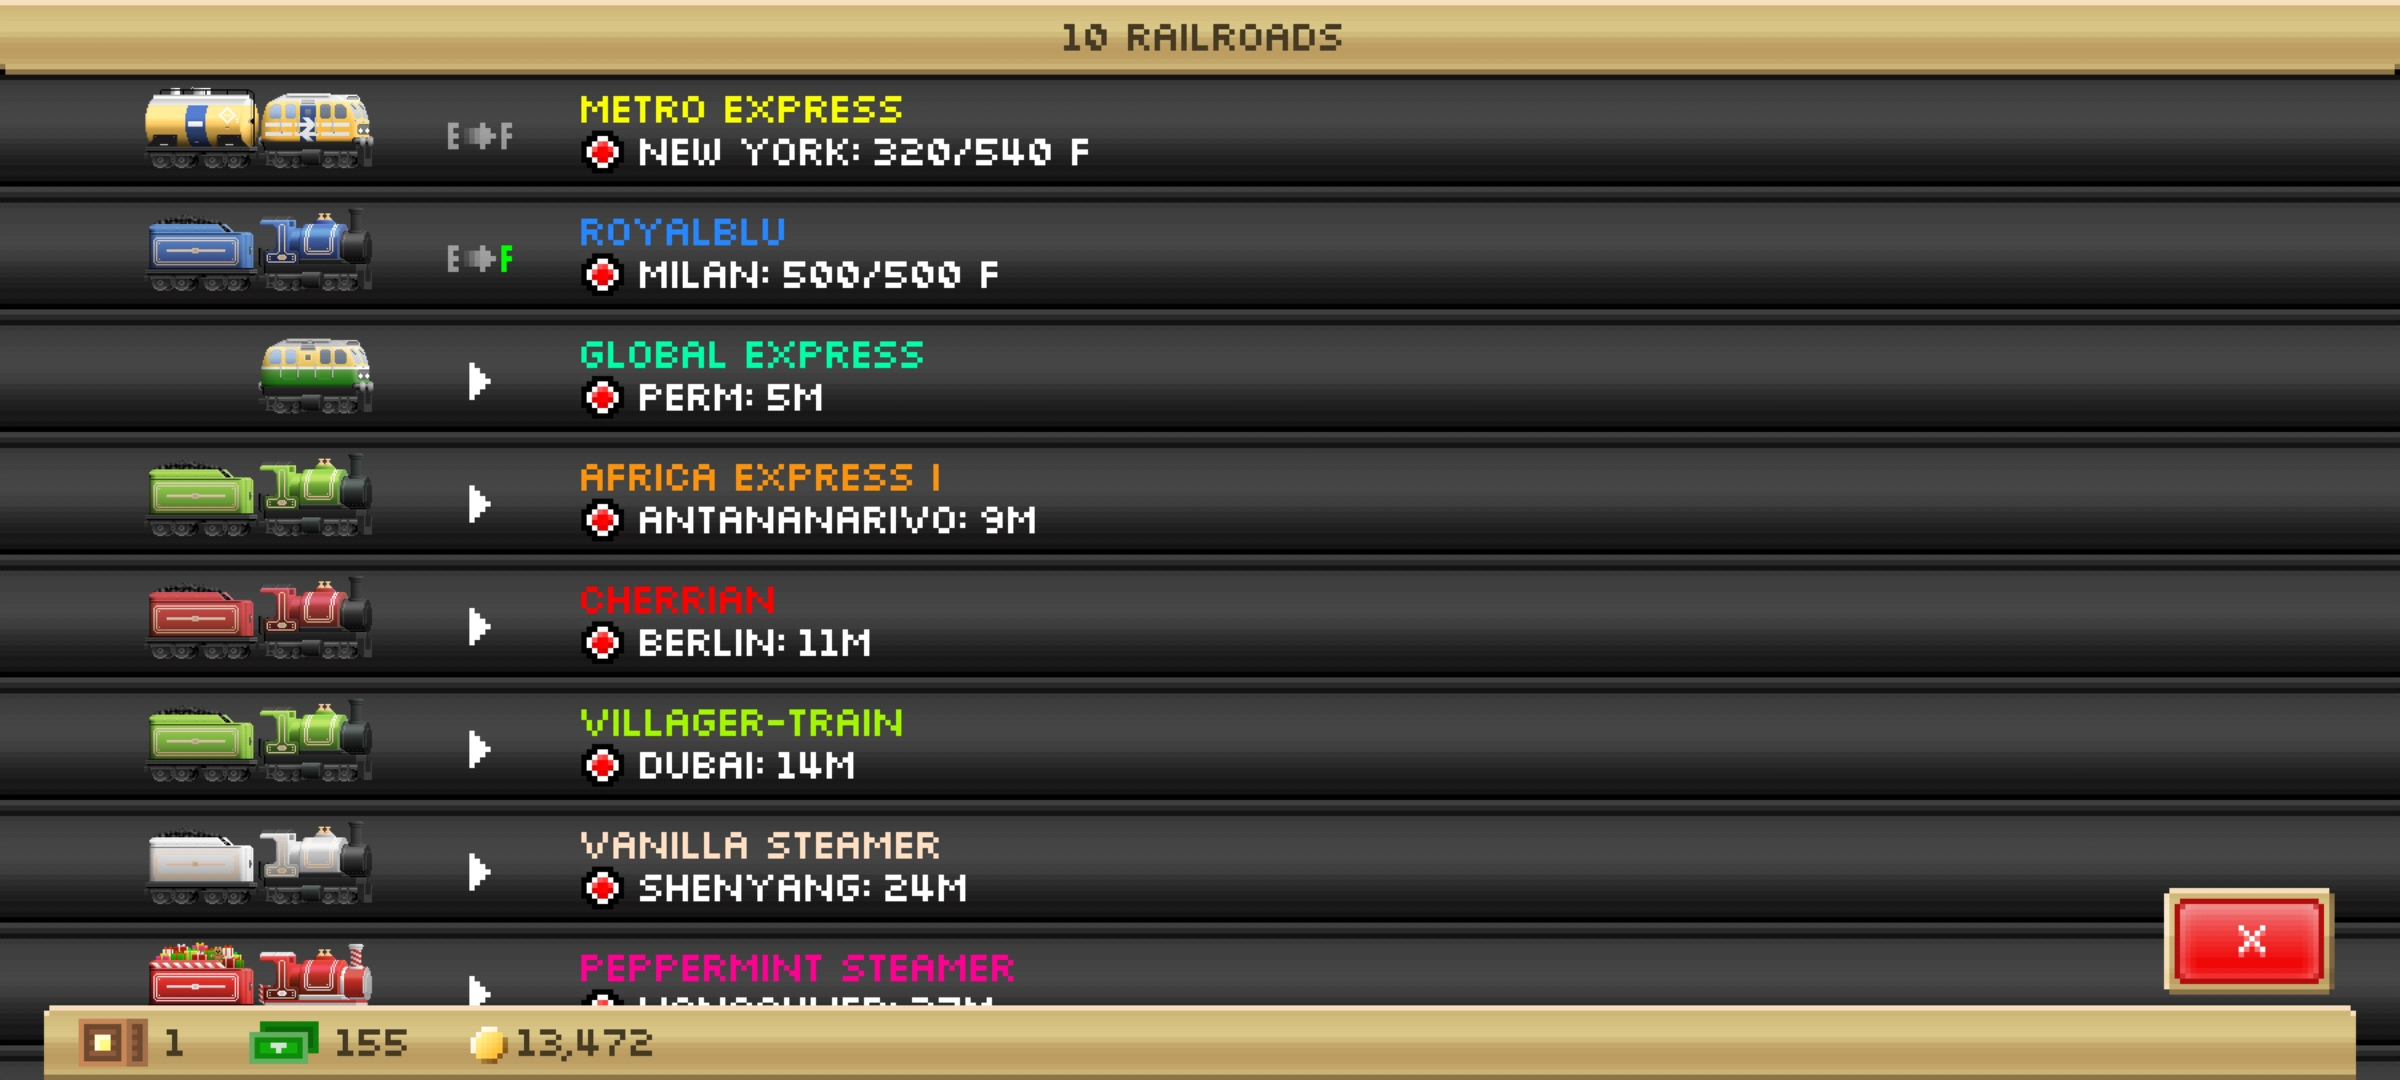 10 RAILROADS
METRO EXPRESS
E F
NEW YORK: 320/540 F
ROYALBLU
E F
MILAN: 500/500 F
GLOBAL EXPRESS
PERM: 5M
AFRICA EXPRESS I
ANTANANARIVO: 9M
CHERRIAN
BERLIN: 11M
VILLAGER-TRAIN
DUBAI: 14M
VANILLA STEAMER
SHENYANG: 24M
PEPPERMINT STEAMER
X
1 155 13,472